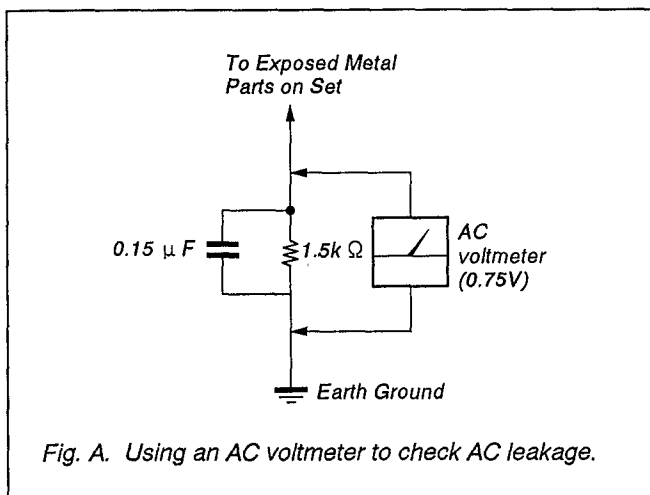 To Exposed Metal
Parts on Set
0.15 μ F
1.5k Ω
AC
voltmeter
(0.75V)
Earth Ground
Fig. A. Using an AC voltmeter to check AC leakage.